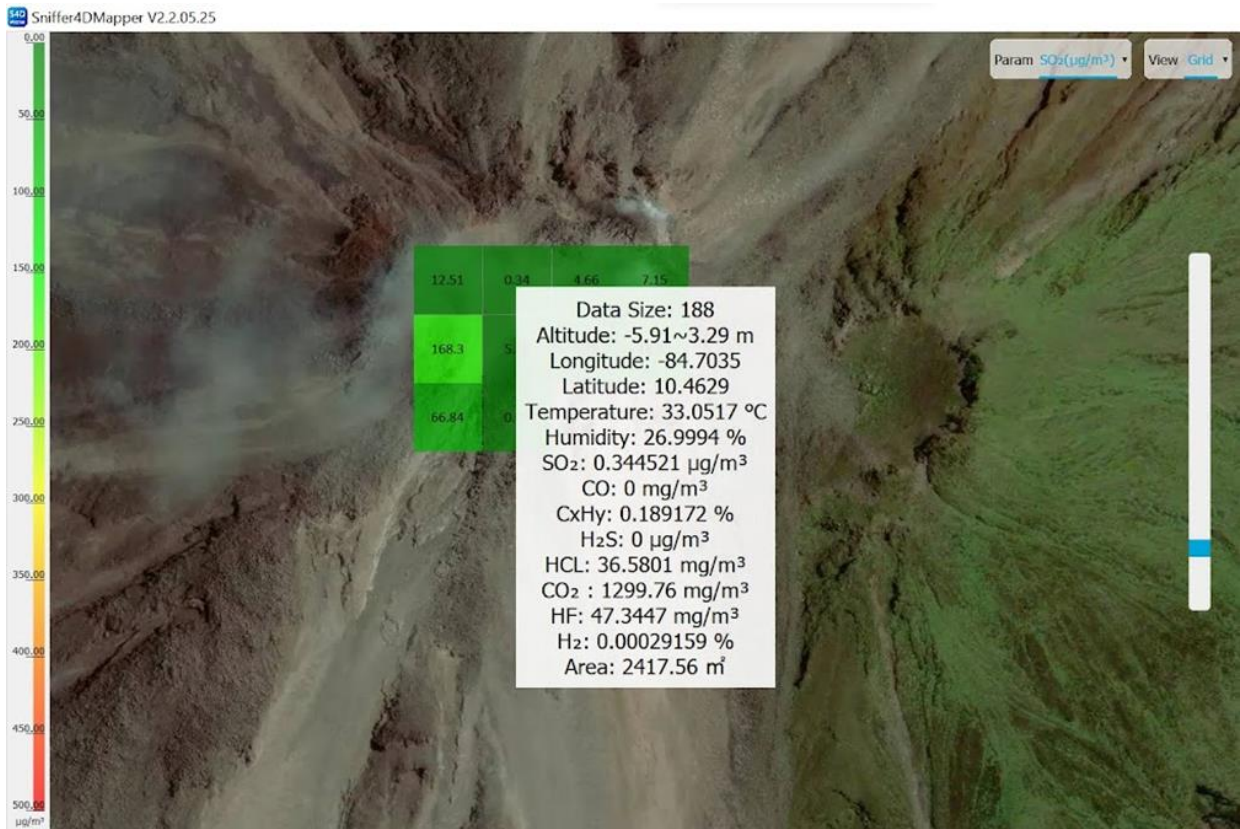 S4D
Sniffer4DMapper V2.2.05.25
0.00
50.00
100.00
150.00
200.00
250.00
300.00
350.00
400.00
450.00
500.00
µg/m³
Param SO₂(µg/m³) ▾
View Grid ▾
12.51 0.34 4.66 7.15
168.3
66.84
Data Size: 188
Altitude: -5.91~3.29 m
Longitude: -84.7035
Latitude: 10.4629
Temperature: 33.0517 ºC
Humidity: 26.9994 %
SO₂: 0.344521 µg/m³
CO: 0 mg/m³
CxHy: 0.189172 %
H₂S: 0 µg/m³
HCL: 36.5801 mg/m³
CO₂ : 1299.76 mg/m³
HF: 47.3447 mg/m³
H₂: 0.00029159 %
Area: 2417.56 ㎡